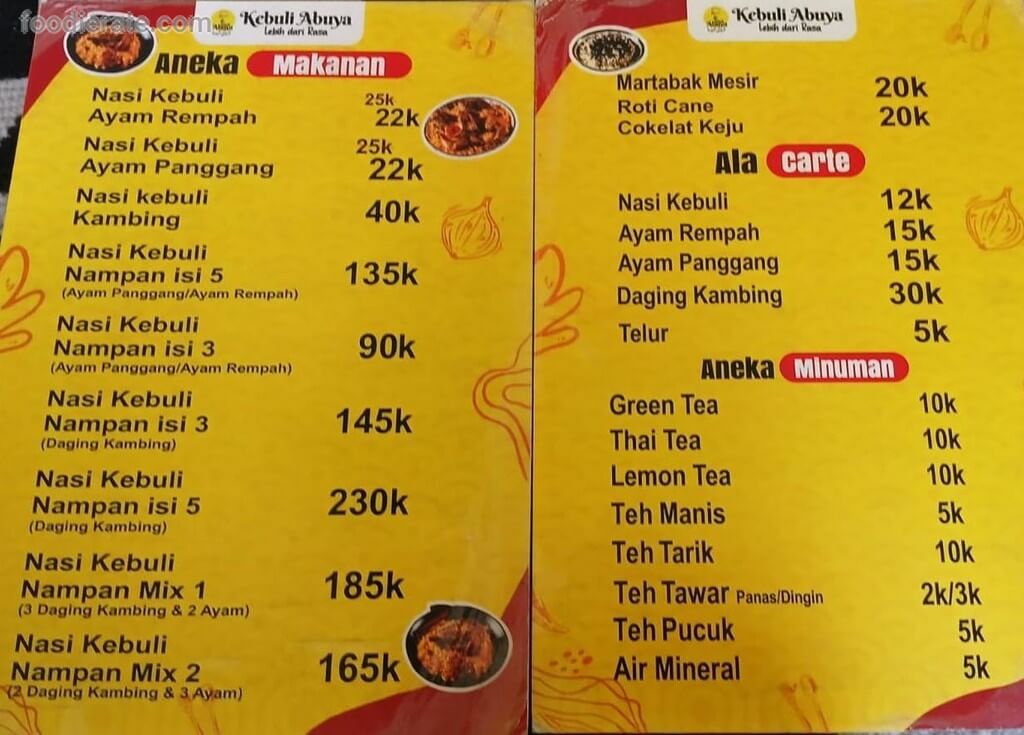 foodierate.com
Kebuli Abuya
Lebih dari Rasa
Aneka Makanan
Nasi Kebuli 25k
Ayam Rempah 22k
Nasi Kebuli 25k
Ayam Panggang 22k
Nasi kebuli
Kambing 40k
Nasi Kebuli
Nampan isi 5 135k
(Ayam Panggang/Ayam Rempah)
Nasi Kebuli
Nampan isi 3 90k
(Ayam Panggang/Ayam Rempah)
Nasi Kebuli
Nampan isi 3 145k
(Daging Kambing)
Nasi Kebuli
Nampan isi 5 230k
(Daging Kambing)
Nasi Kebuli
Nampan Mix 1 185k
(3 Daging Kambing & 2 Ayam)
Nasi Kebuli
Nampan Mix 2 165k
(2 Daging Kambing & 3 Ayam)
Kebuli Abuya
Lebih dari Rasa
Martabak Mesir 20k
Roti Cane 20k
Cokelat Keju
Ala Carte
Nasi Kebuli 12k
Ayam Rempah 15k
Ayam Panggang 15k
Daging Kambing 30k
Telur 5k
Aneka Minuman
Green Tea 10k
Thai Tea 10k
Lemon Tea 10k
Teh Manis 5k
Teh Tarik 10k
Teh Tawar Panas/Dingin 2k/3k
Teh Pucuk 5k
Air Mineral 5k